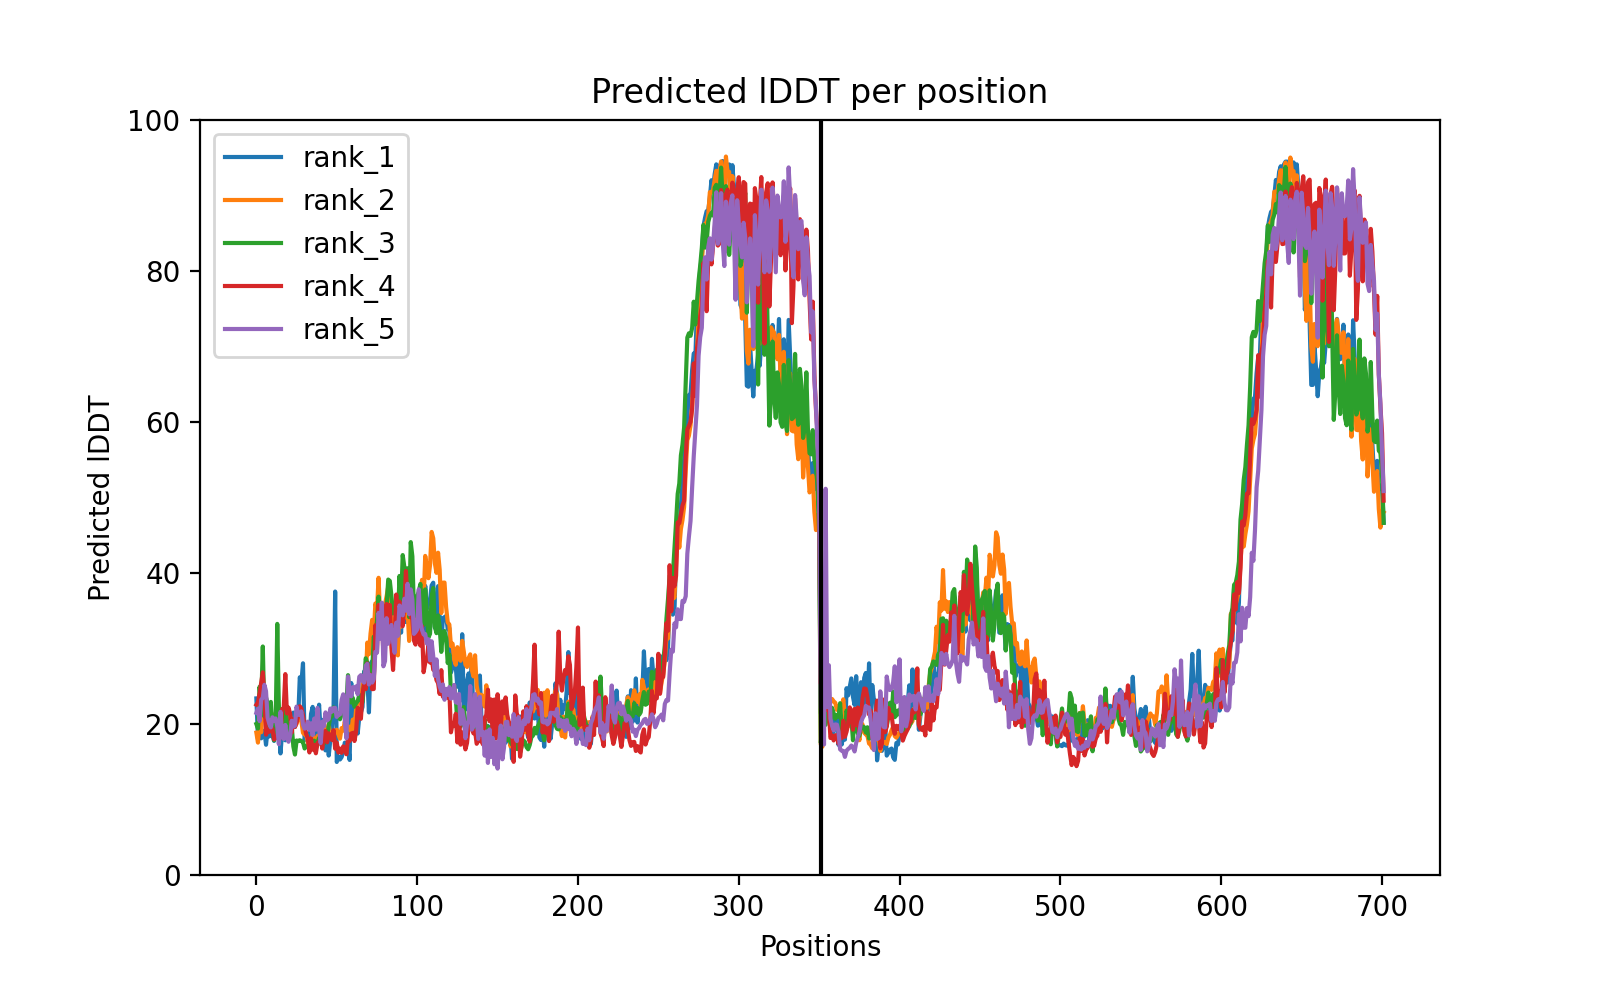 Predicted lDDT per position
100
80
60
40
20
0
Predicted lDDT
rank_1
rank_2
rank_3
rank_4
rank_5
0 100 200 300 400 500 600 700
Positions